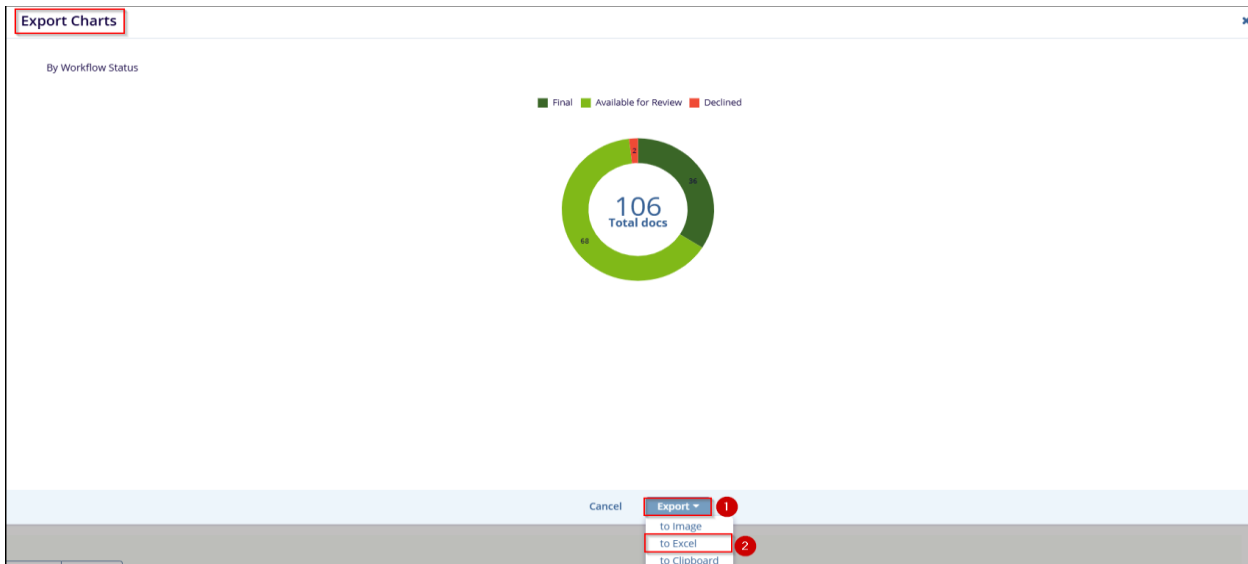 Export Charts
By Workflow Status
Final Available for Review Declined
2
36
106
Total docs
68
Cancel Export 1
to Image
to Excel 2
to Clipboard